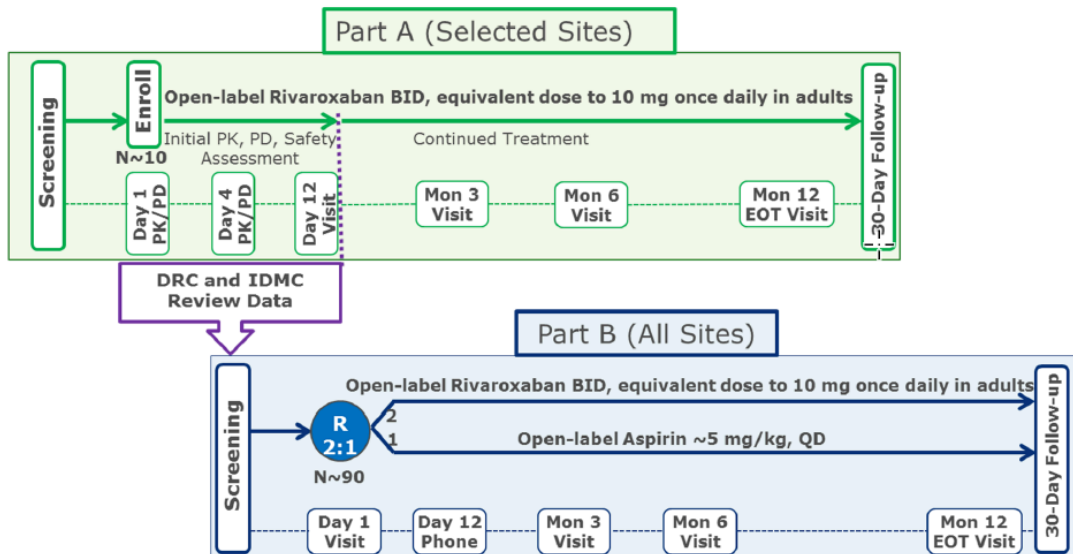 Part A (Selected Sites)
Screening
Enroll
N~10
Open-label Rivaroxaban BID, equivalent dose to 10 mg once daily in adults
Initial PK, PD, Safety
Assessment
Continued Treatment
Day 1
PK/PD
Day 4
PK/PD
Day 12
Visit
Mon 3
Visit
Mon 6
Visit
Mon 12
EOT Visit
30-Day Follow-up
DRC and IDMC
Review Data
Part B (All Sites)
Screening
R
2:1
N~90
2
1
Open-label Rivaroxaban BID, equivalent dose to 10 mg once daily in adults
Open-label Aspirin ~5 mg/kg, QD
Day 1
Visit
Day 12
Phone
Mon 3
Visit
Mon 6
Visit
Mon 12
EOT Visit
30-Day Follow-up